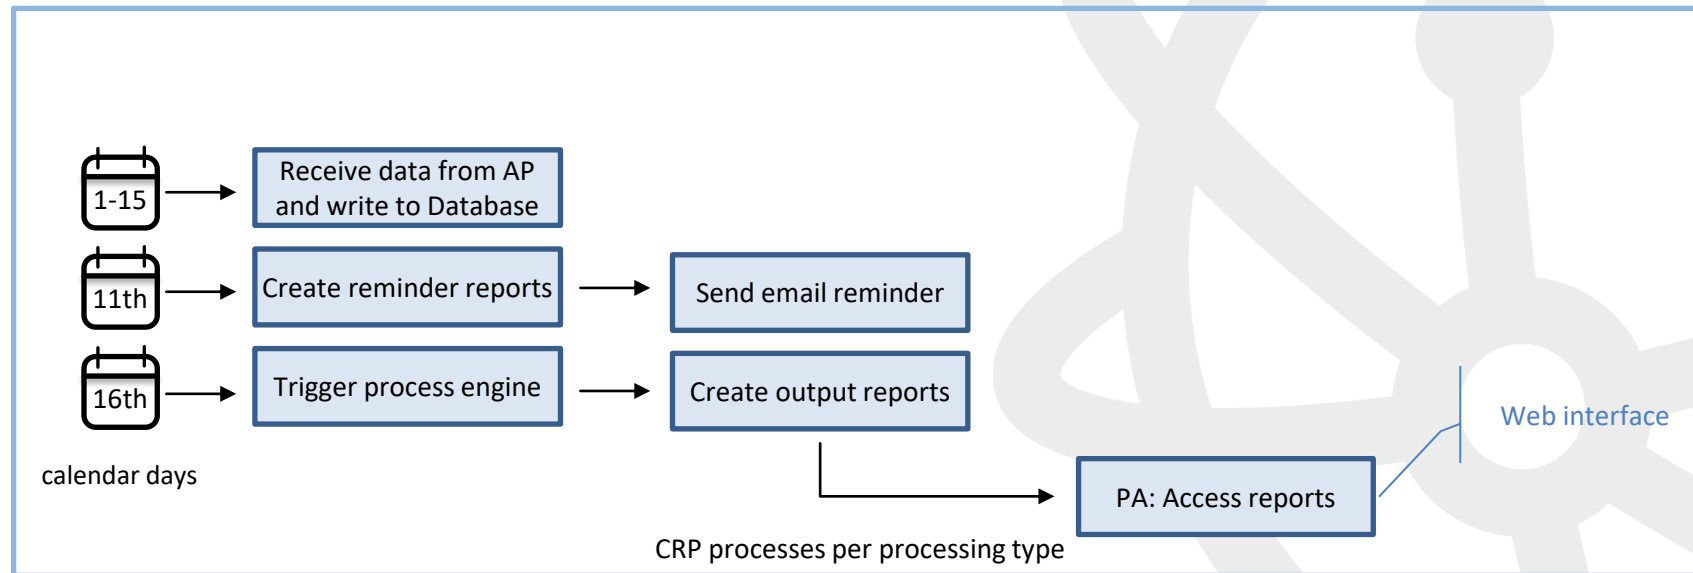 1-15
Receive data from AP
and write to Database
11th
Create reminder reports
Send email reminder
16th
Trigger process engine
Create output reports
Web interface
calendar days
PA: Access reports
CRP processes per processing type